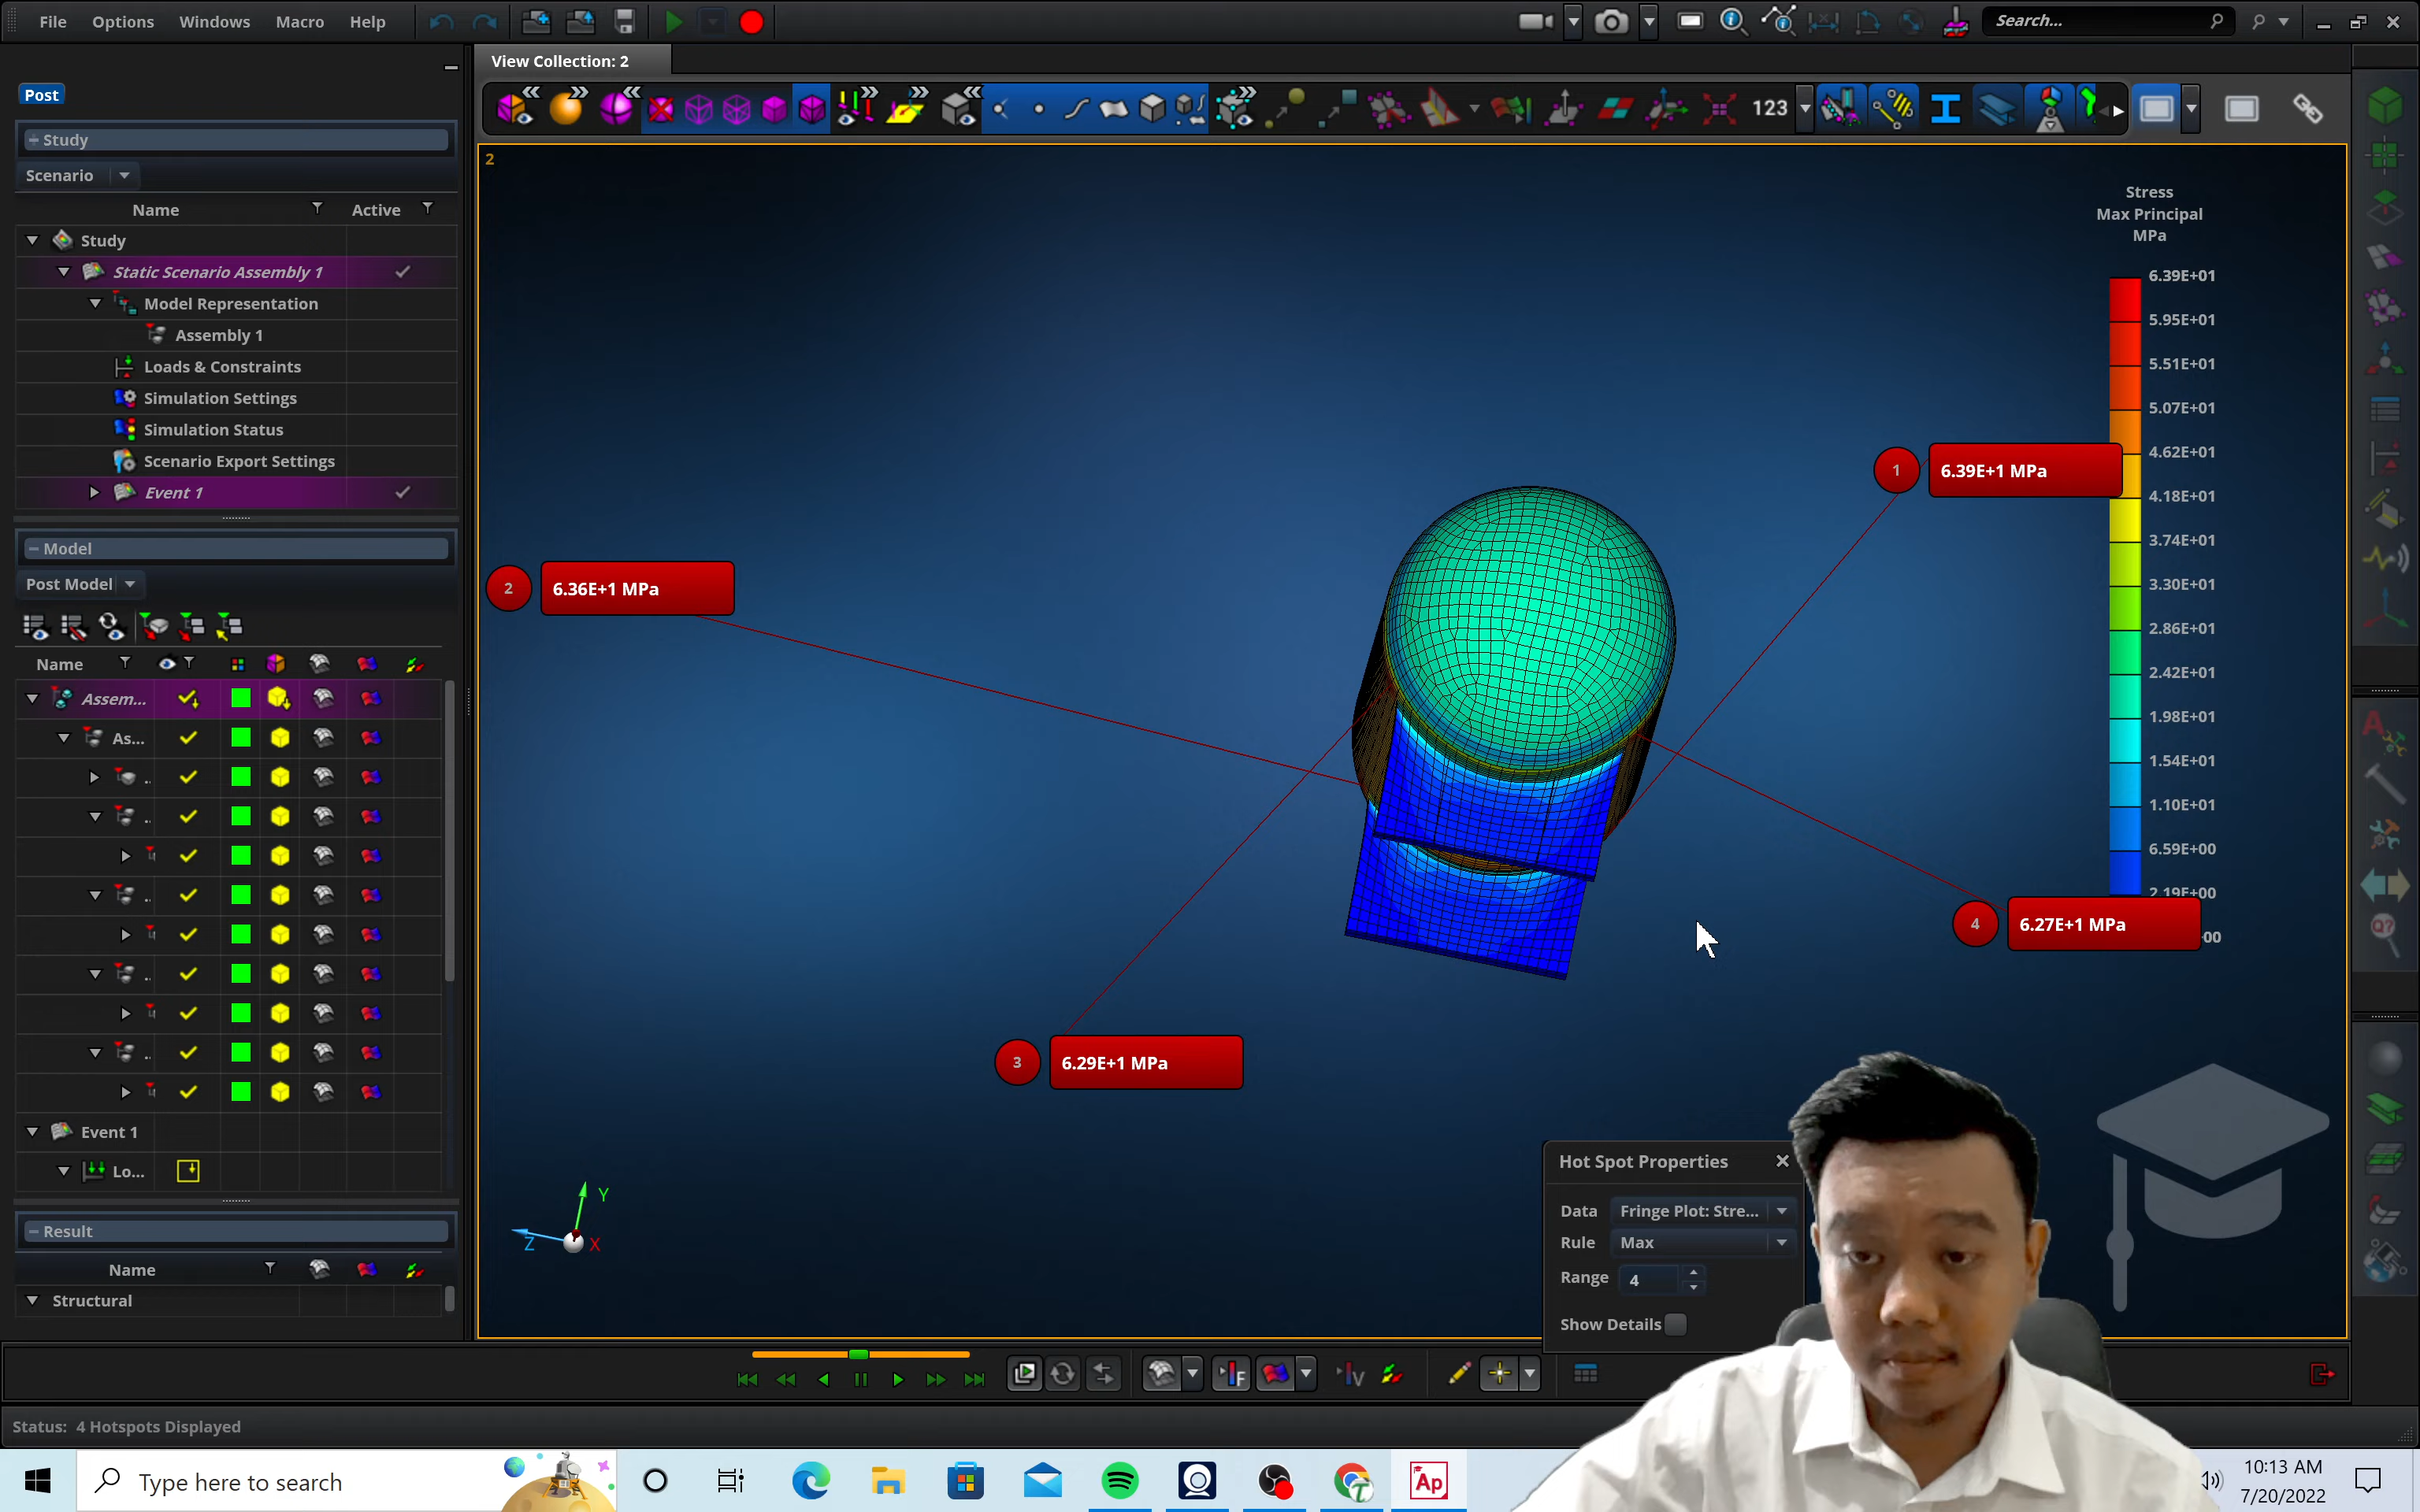 File Options Windows Macro Help
Search...
View Collection: 2
Post
123
Study
2
Scenario
Name Active
Study
Static Scenario Assembly 1
Model Representation
Assembly 1
Loads & Constraints
Simulation Settings
Simulation Status
Scenario Export Settings
Event 1
Model
Post Model
Name
Assem...
As...
Event 1
Lo...
Result
Name
Structural
Stress
Max Principal
MPa
6.39E+01
5.95E+01
5.51E+01
5.07E+01
4.62E+01
4.18E+01
3.74E+01
3.30E+01
2.86E+01
2.42E+01
1.98E+01
1.54E+01
1.10E+01
6.59E+00
2.19E+00
00
1 6.39E+1 MPa
2 6.36E+1 MPa
3 6.29E+1 MPa
4 6.27E+1 MPa
Y
Z X
Hot Spot Properties
Data Fringe Plot: Stre...
Rule Max
Range 4
Show Details
F
V
Status: 4 Hotspots Displayed
Type here to search
Ap
10:13 AM
7/20/2022